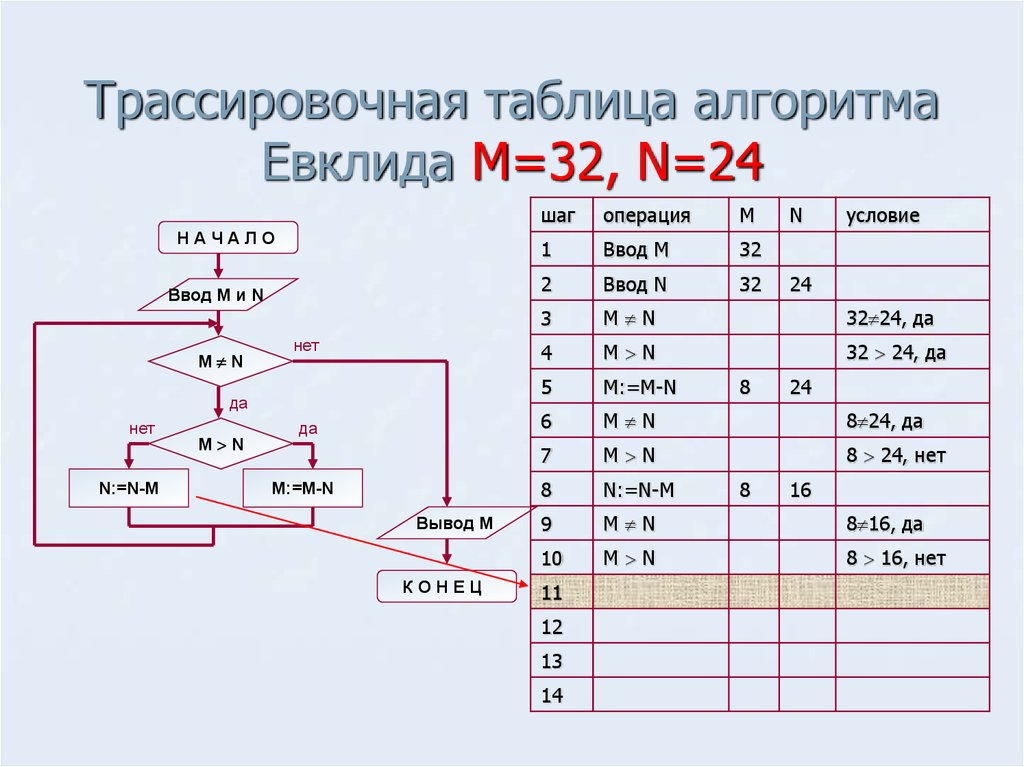 Трассировочная таблица алгоритма
Евклида M=32, N=24
Н А Ч А Л О
Ввод M и N
M ≠ N
нет
да
нет
M > N
да
N:=N-M
M:=M-N
Вывод M
К О Н Е Ц
шаг операция M N условие
1 Ввод M 32
2 Ввод N 32 24
3 M ≠ N 32≠24, да
4 M > N 32 > 24, да
5 M:=M-N 8 24
6 M ≠ N 8≠24, да
7 M > N 8 > 24, нет
8 N:=N-M 8 16
9 M ≠ N 8≠16, да
10 M > N 8 > 16, нет
11
12
13
14